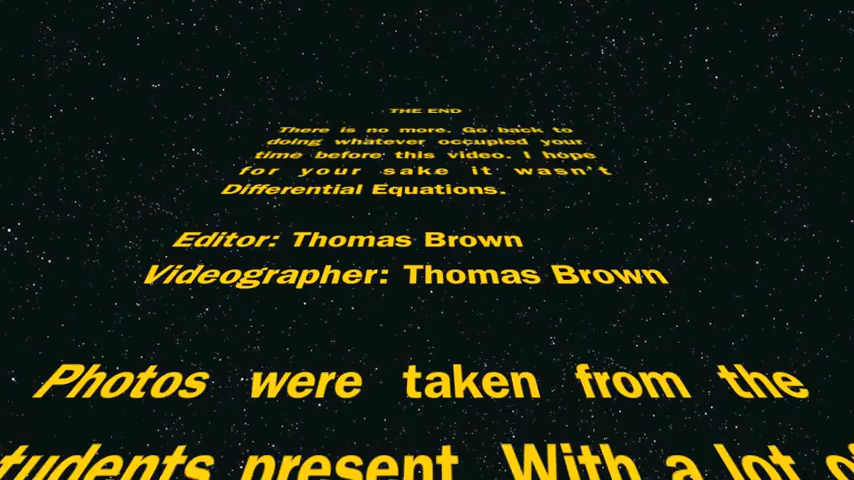 THE END
There is no more. Go back to
doing whatever occupied your
time before this video. I hope
for your sake it wasn't
Differential Equations.
Editor: Thomas Brown
Videographer: Thomas Brown
Photos were taken from the
students present. With a lot of